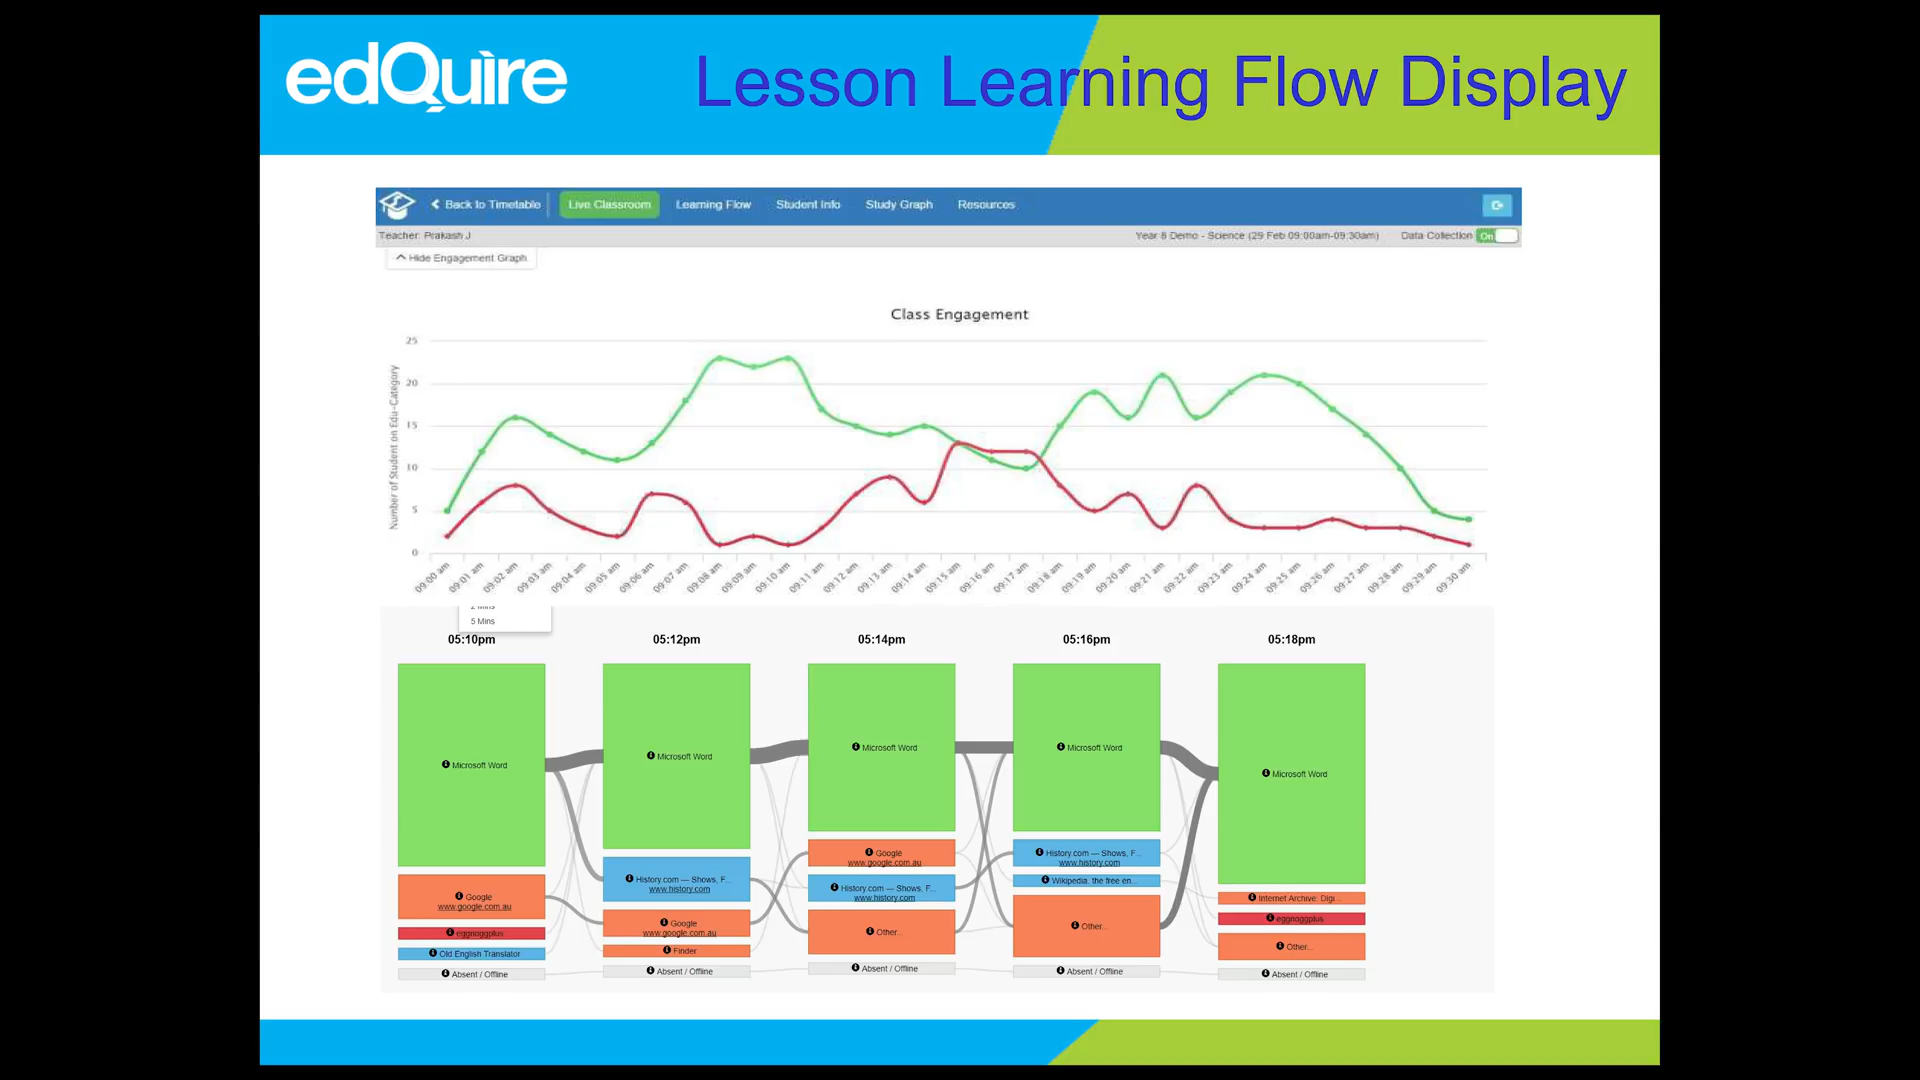 edQuire
Lesson Learning Flow Display
Back to Timetable Live Classroom Learning Flow Student Info Study Graph Resources
Teacher: Prakash J Year 8 Demo - Science (29 Feb 09:00am-09:30am) Data Collection On
Hide Engagement Graph
Class Engagement
Number of Student on Edu-Category
25
20
15
10
5
0
09:00 am 09:01 am 09:02 am 09:03 am 09:04 am 09:05 am 09:06 am 09:07 am 09:08 am 09:09 am 09:10 am 09:11 am 09:12 am 09:13 am 09:14 am 09:15 am 09:16 am 09:17 am 09:18 am 09:19 am 09:20 am 09:21 am 09:22 am 09:23 am 09:24 am 09:25 am 09:26 am 09:27 am 09:28 am 09:29 am 09:30 am
2 Mins
5 Mins
05:10pm 05:12pm 05:14pm 05:16pm 05:18pm
Microsoft Word
Google
www.google.com.au
eggnoggplus
Old English Translator
Absent / Offline
Microsoft Word
History.com — Shows, F...
www.history.com
Google
www.google.com.au
Finder
Absent / Offline
Microsoft Word
Google
www.google.com.au
History.com — Shows, F...
www.history.com
Other...
Absent / Offline
Microsoft Word
History.com — Shows, F...
www.history.com
Wikipedia, the free en...
Other...
Absent / Offline
Microsoft Word
Internet Archive: Digi...
eggnoggplus
Other...
Absent / Offline